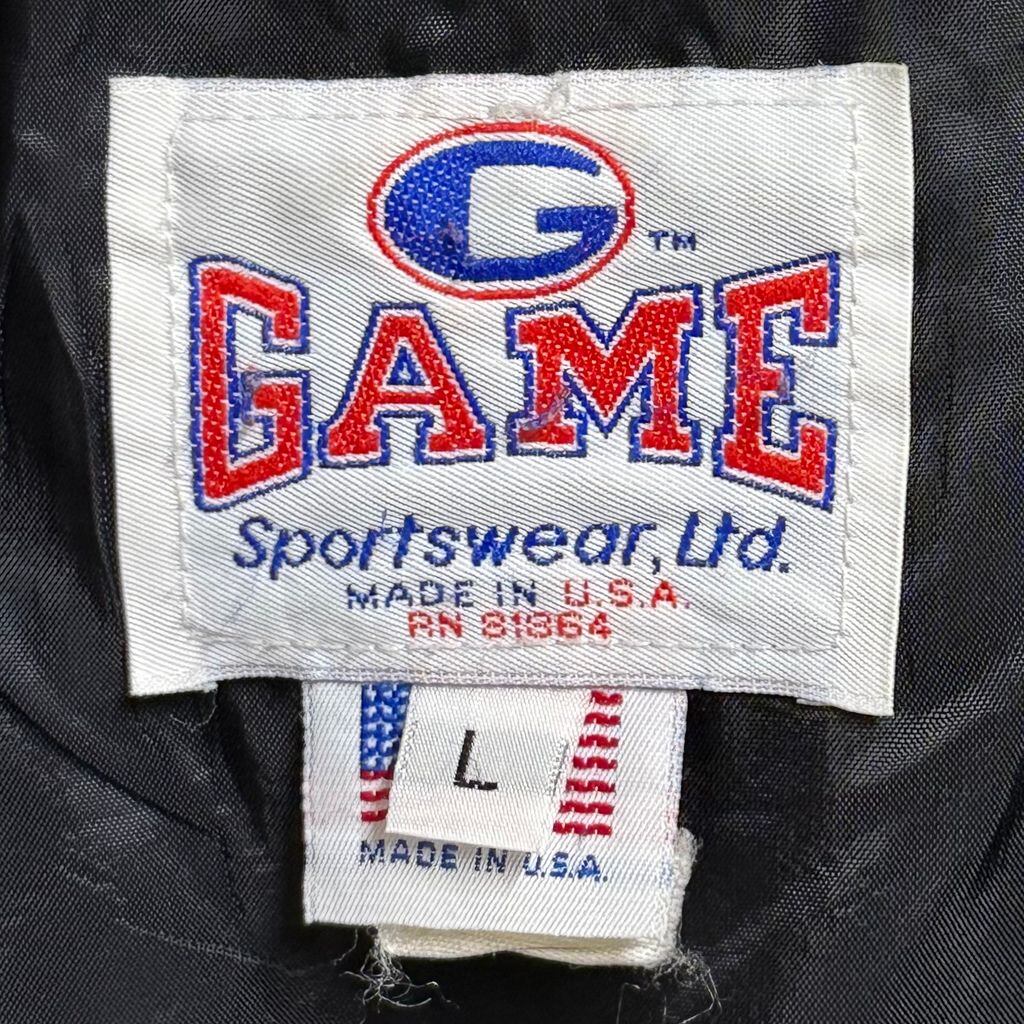 G
TM
GAME
Sportswear, Ltd.
MADE IN U.S.A.
RN 81864
L
MADE IN U.S.A.